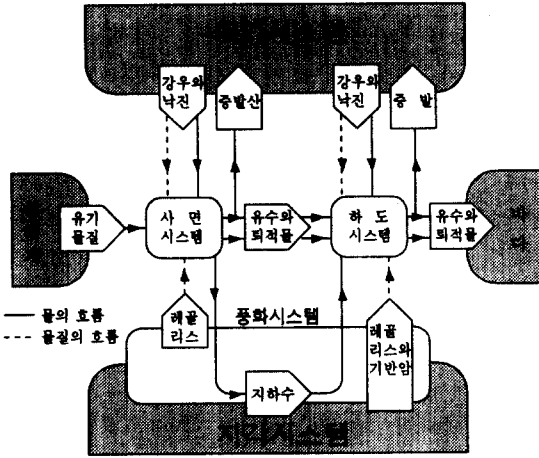 강우와
낙진
증발산
강우와
낙진
증 발
유기
물질
사 면
시스템
유수와
퇴적물
하 도
시스템
유수와
퇴적물
바
다
물의 흐름
물질의 흐름
레골
리스
풍화시스템
레골
리스와
기반암
지하수
지각시스템